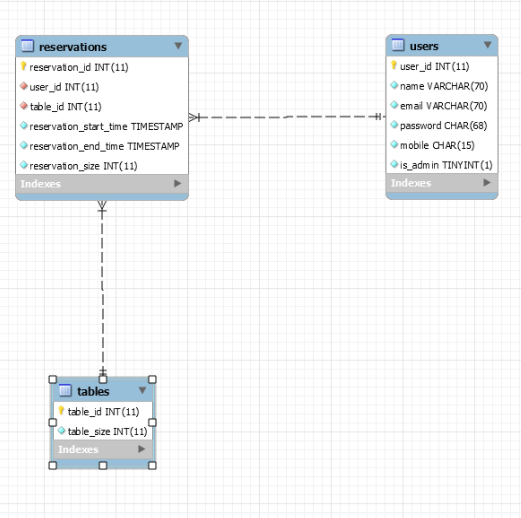 reservations
reservation_id INT(11)
user_id INT(11)
table_id INT(11)
reservation_start_time TIMESTAMP
reservation_end_time TIMESTAMP
reservation_size INT(11)
Indexes
users
user_id INT(11)
name VARCHAR(70)
email VARCHAR(70)
password CHAR(68)
mobile CHAR(15)
is_admin TINYINT(1)
Indexes
tables
table_id INT(11)
table_size INT(11)
Indexes